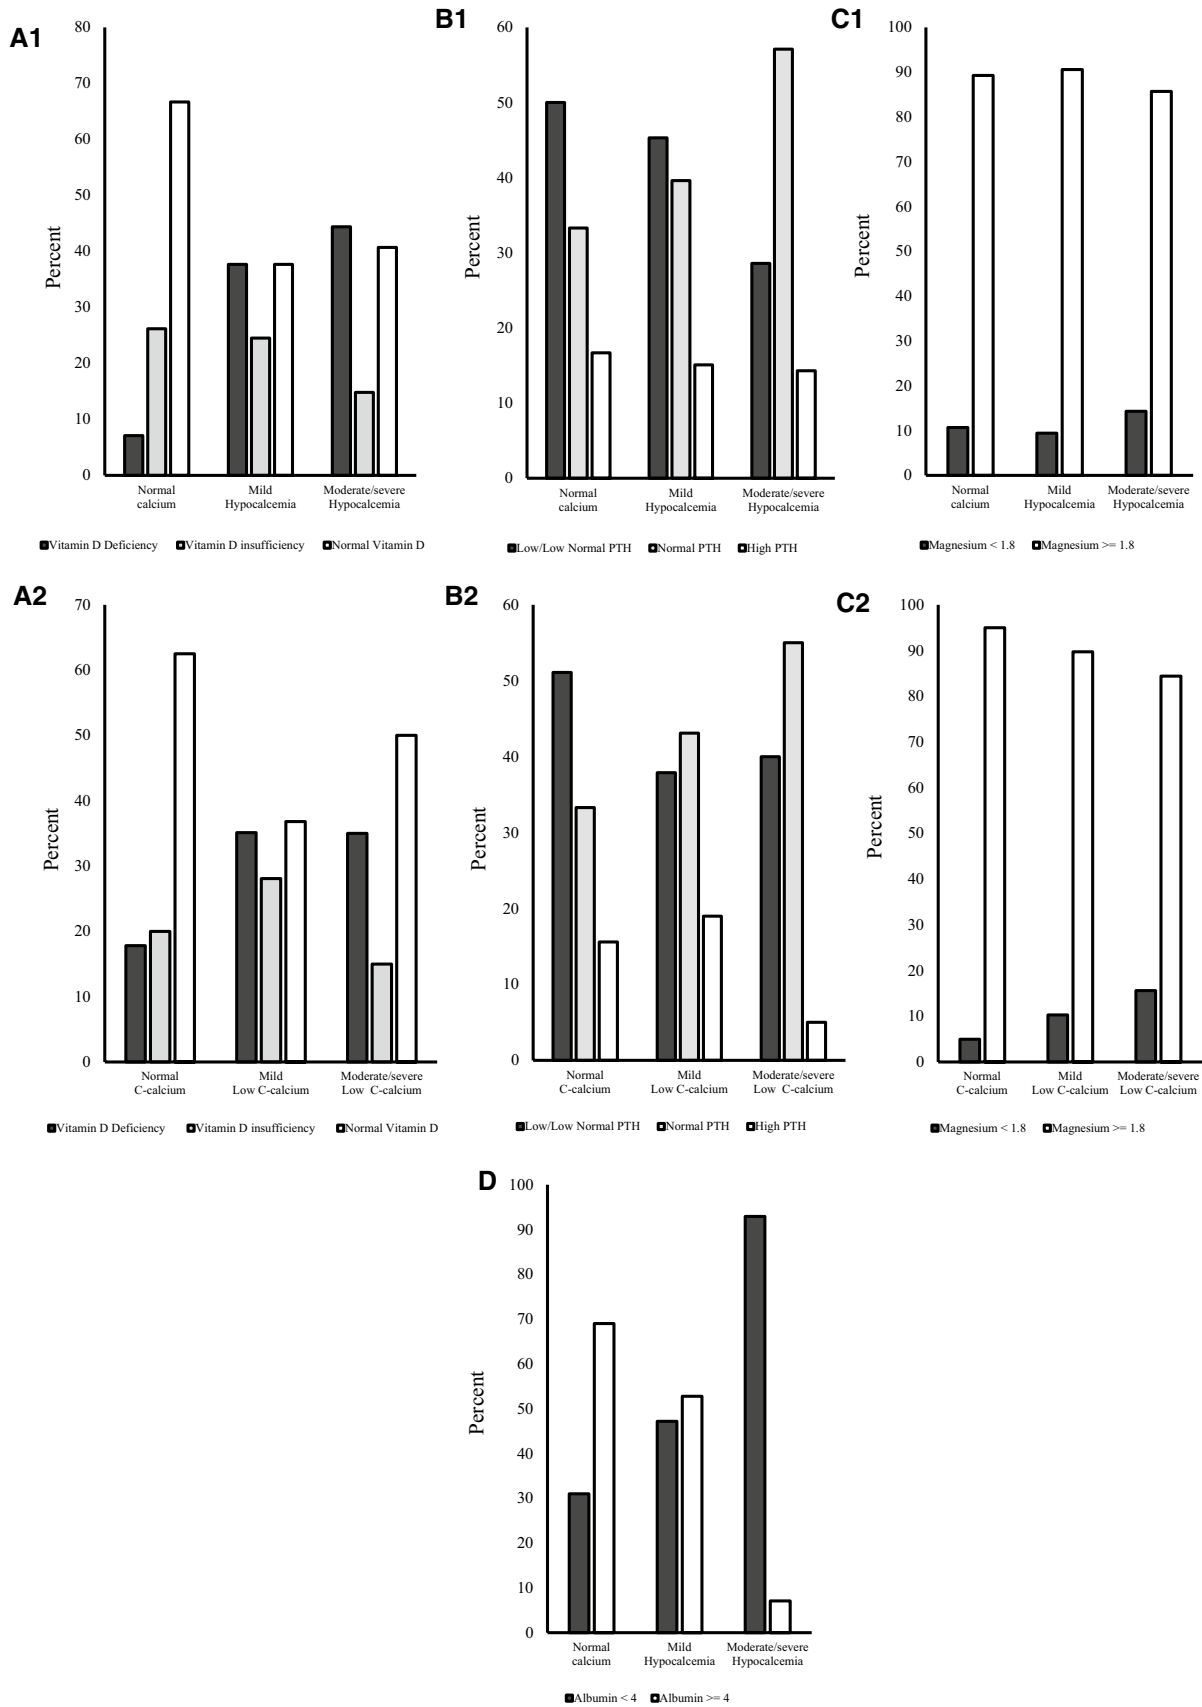 A1
80
70
60
50
40
30
20
10
0
Percent
Normal calcium
Mild Hypocalcemia
Moderate/severe Hypocalcemia
Vitamin D Deficiency Vitamin D insufficiency Normal Vitamin D
B1
60
50
40
30
20
10
0
Percent
Normal calcium
Mild Hypocalcemia
Moderate/severe Hypocalcemia
Low/Low Normal PTH Normal PTH High PTH
C1
100
90
80
70
60
50
40
30
20
10
0
Percent
Normal calcium
Mild Hypocalcemia
Moderate/severe Hypocalcemia
Magnesium < 1.8 Magnesium >= 1.8
A2
70
60
50
40
30
20
10
0
Percent
Normal C-calcium
Mild Low C-calcium
Moderate/severe Low C-calcium
Vitamin D Deficiency Vitamin D insufficiency Normal Vitamin D
B2
60
50
40
30
20
10
0
Percent
Normal C-calcium
Mild Low C-calcium
Moderate/severe Low C-calcium
Low/Low Normal PTH Normal PTH High PTH
C2
100
90
80
70
60
50
40
30
20
10
0
Percent
Normal C-calcium
Mild Low C-calcium
Moderate/severe Low C-calcium
Magnesium < 1.8 Magnesium >= 1.8
D
100
90
80
70
60
50
40
30
20
10
0
Percent
Normal calcium
Mild Hypocalcemia
Moderate/severe Hypocalcemia
Albumin < 4 Albumin >= 4